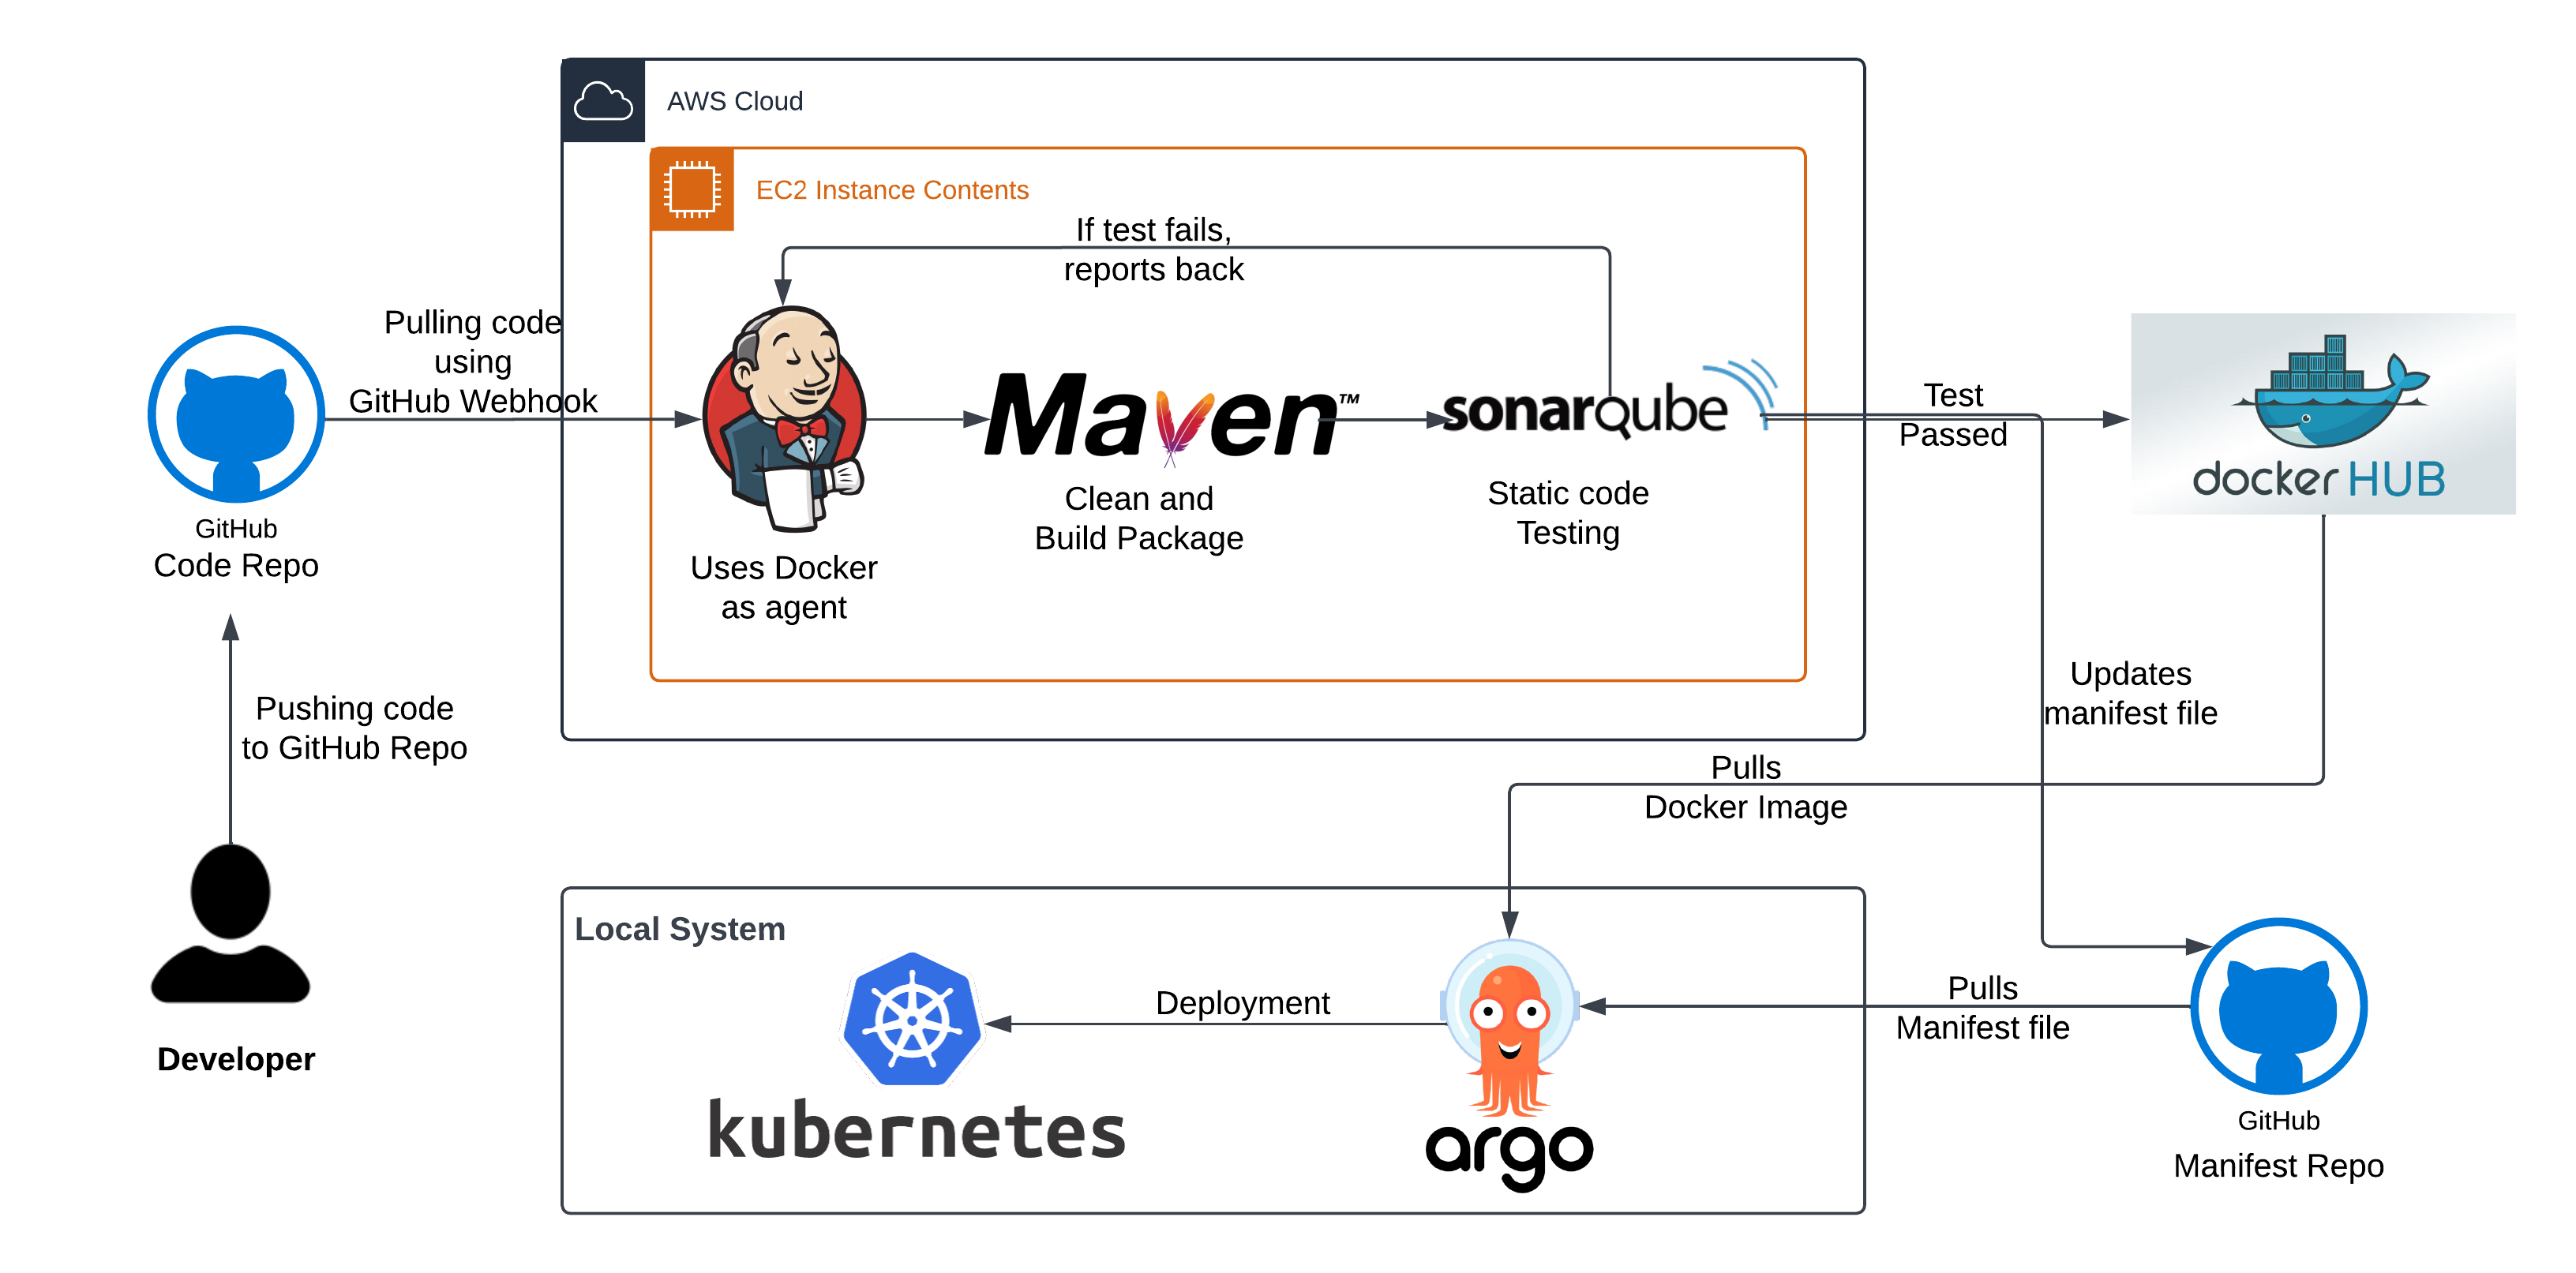 AWS Cloud
EC2 Instance Contents
If test fails,
reports back
Pulling code
using
GitHub Webhook
Maven™
sonarqube
Test
Passed
docker HUB
Clean and
Build Package
Static code
Testing
Uses Docker
as agent
GitHub
Code Repo
Pushing code
to GitHub Repo
Updates
manifest file
Pulls
Docker Image
Developer
Local System
Deployment
kubernetes
argo
Pulls
Manifest file
GitHub
Manifest Repo